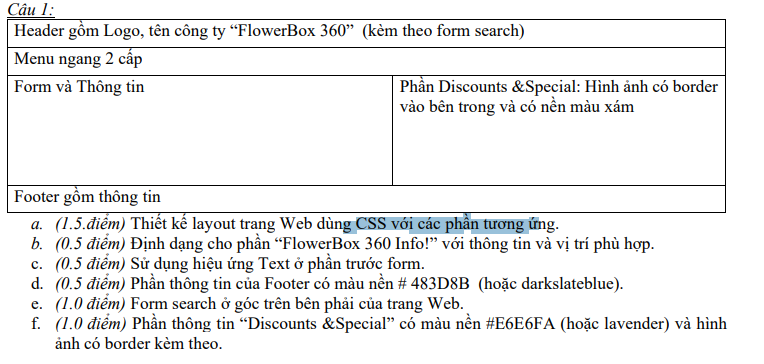 Câu 1:
Header gồm Logo, tên công ty “FlowerBox 360” (kèm theo form search)
Menu ngang 2 cấp
Form và Thông tin
Phần Discounts &Special: Hình ảnh có border
vào bên trong và có nền màu xám
Footer gồm thông tin
a. (1.5.điểm) Thiết kế layout trang Web dùng CSS với các phần tương ứng.
b. (0.5 điểm) Định dạng cho phần “FlowerBox 360 Info!” với thông tin và vị trí phù hợp.
c. (0.5 điểm) Sử dụng hiệu ứng Text ở phần trước form.
d. (0.5 điểm) Phần thông tin của Footer có màu nền # 483D8B (hoặc darkslateblue).
e. (1.0 điểm) Form search ở góc trên bên phải của trang Web.
f. (1.0 điểm) Phần thông tin “Discounts &Special” có màu nền #E6E6FA (hoặc lavender) và hình
ảnh có border kèm theo.